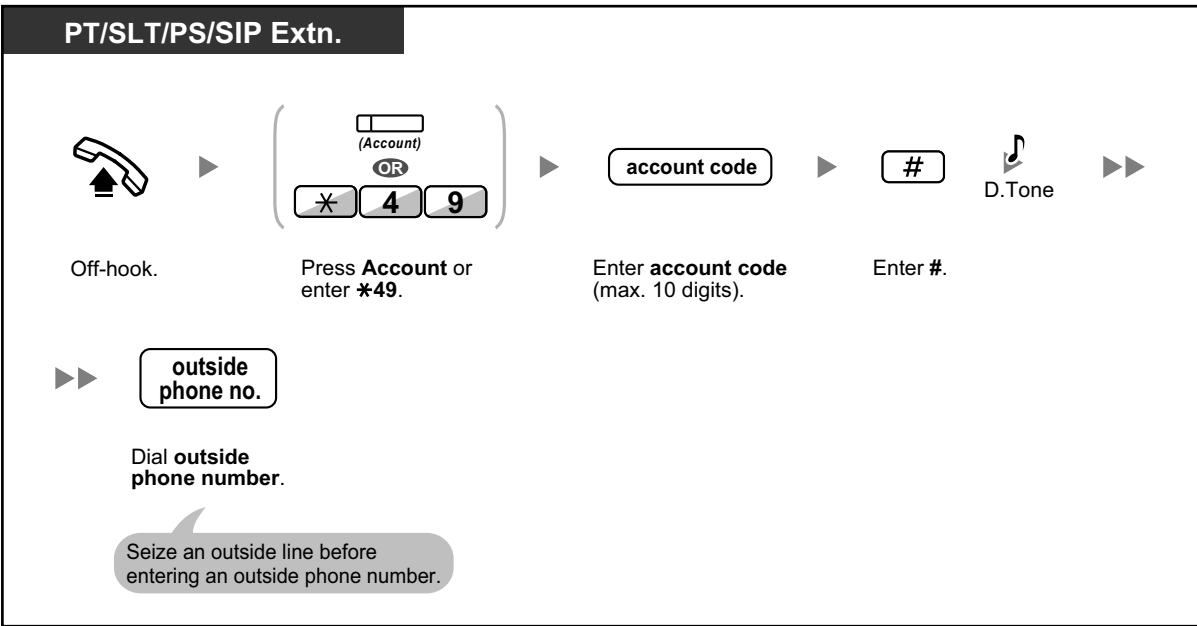 PT/SLT/PS/SIP Extn.
(Account)
OR
* 4 9
account code
#
D.Tone
Off-hook.
Press Account or
enter *49.
Enter account code
(max. 10 digits).
Enter #.
outside
phone no.
Dial outside
phone number.
Seize an outside line before
entering an outside phone number.